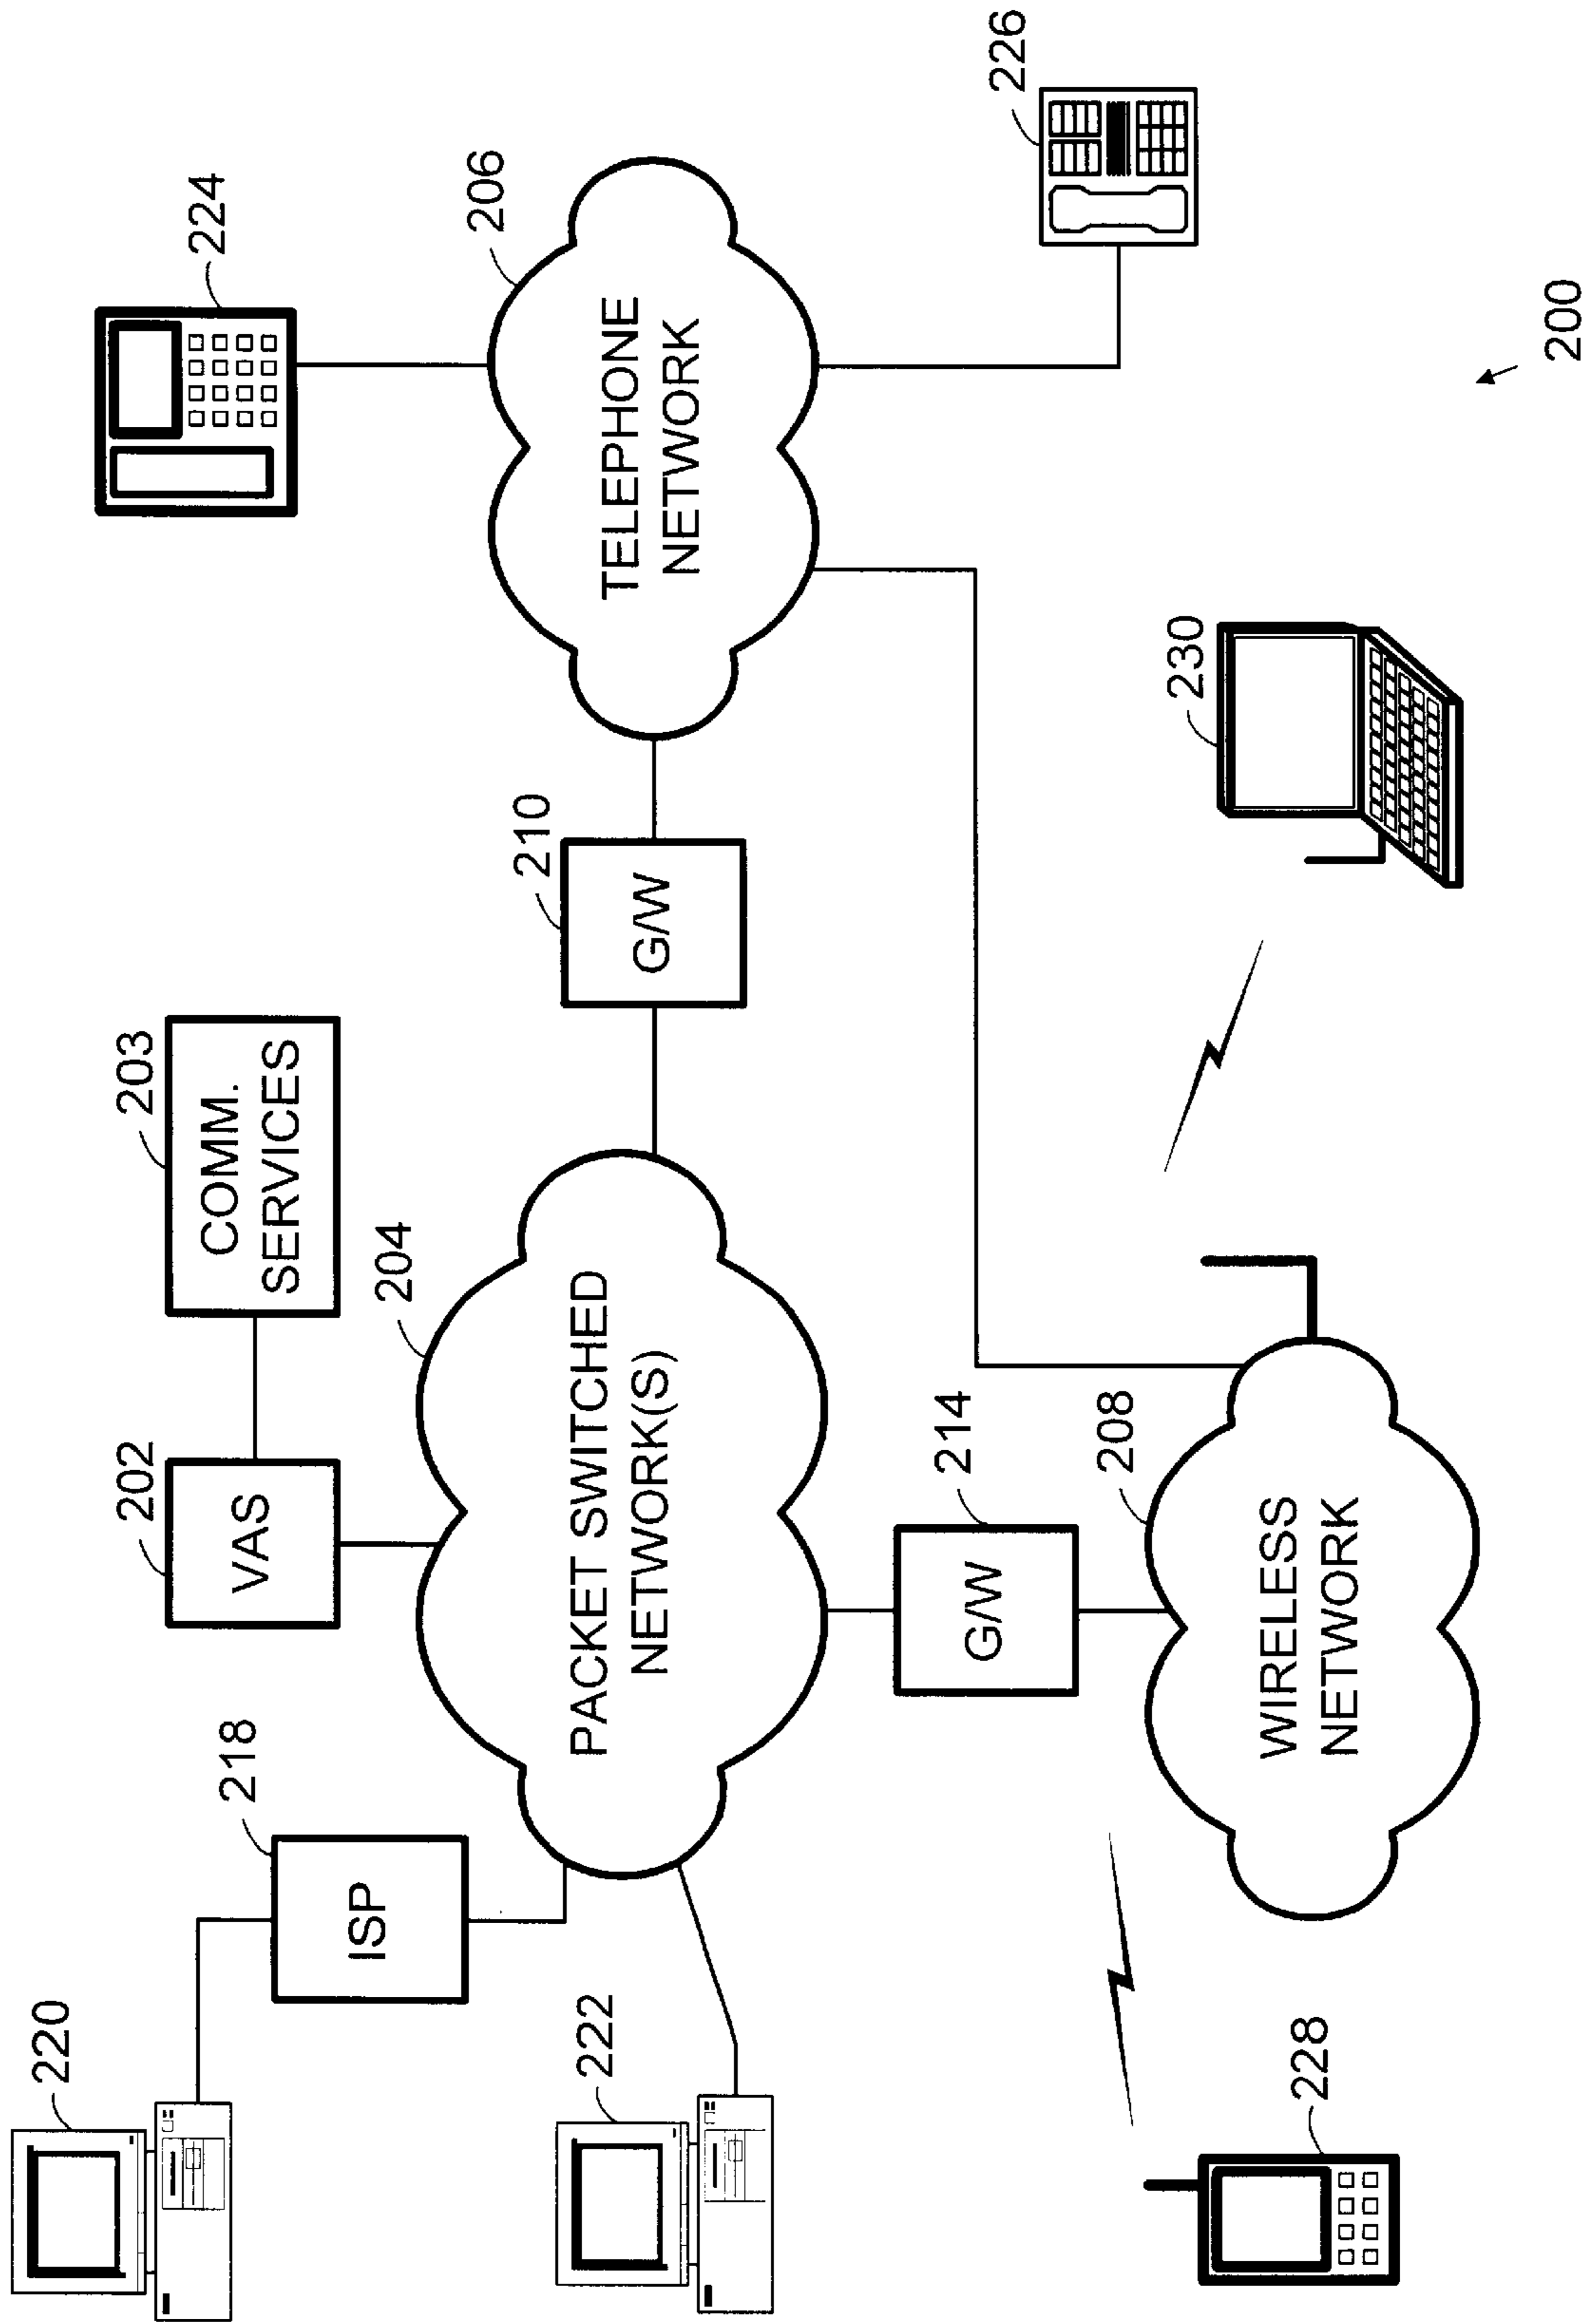 220
218
ISP
222
202
VAS
203
COMM.
SERVICES
204
PACKET SWITCHED
NETWORK(S)
210
G/W
224
206
TELEPHONE
NETWORK
226
214
G/W
208
WIRELESS
NETWORK
228
230
200